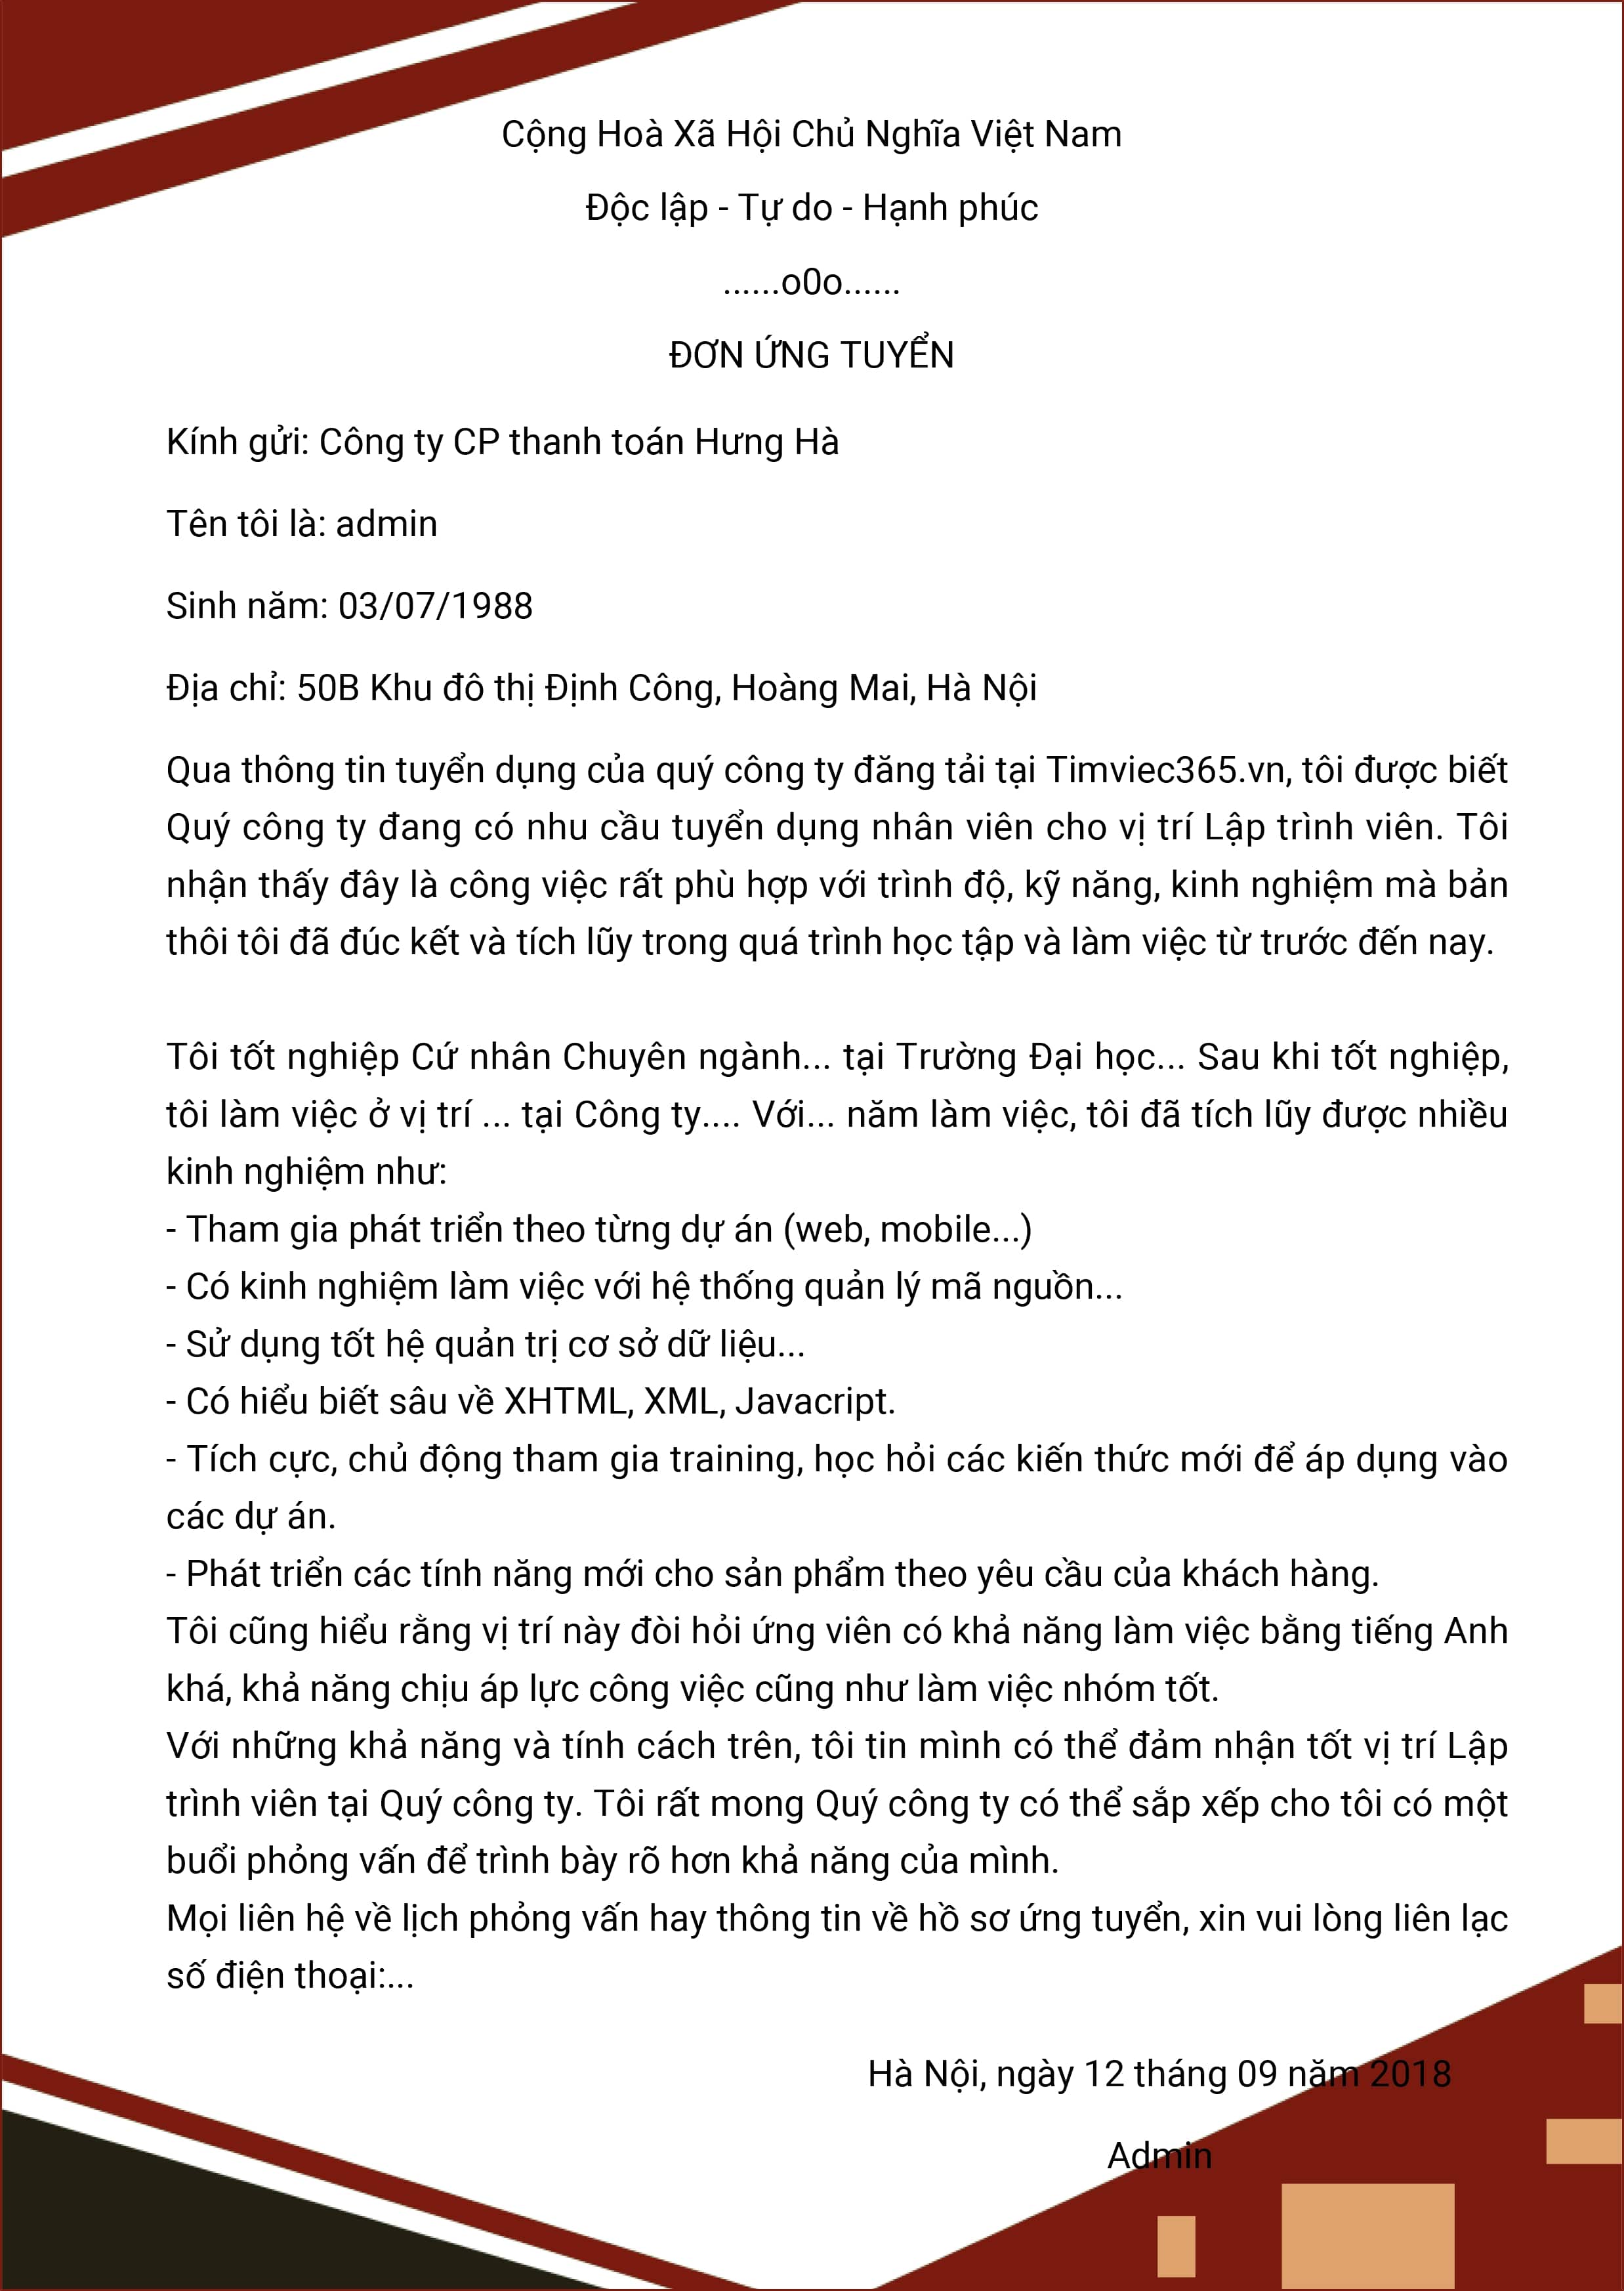 Cộng Hoà Xã Hội Chủ Nghĩa Việt Nam
Độc lập - Tự do - Hạnh phúc
......o0o......
ĐƠN ỨNG TUYỂN
Kính gửi: Công ty CP thanh toán Hưng Hà
Tên tôi là: admin
Sinh năm: 03/07/1988
Địa chỉ: 50B Khu đô thị Định Công, Hoàng Mai, Hà Nội
Qua thông tin tuyển dụng của quý công ty đăng tải tại Timviec365.vn, tôi được biết
Quý công ty đang có nhu cầu tuyển dụng nhân viên cho vị trí Lập trình viên. Tôi
nhận thấy đây là công việc rất phù hợp với trình độ, kỹ năng, kinh nghiệm mà bản
thôi tôi đã đúc kết và tích lũy trong quá trình học tập và làm việc từ trước đến nay.
Tôi tốt nghiệp Cứ nhân Chuyên ngành... tại Trường Đại học... Sau khi tốt nghiệp,
tôi làm việc ở vị trí ... tại Công ty.... Với... năm làm việc, tôi đã tích lũy được nhiều
kinh nghiệm như:
- Tham gia phát triển theo từng dự án (web, mobile...)
- Có kinh nghiệm làm việc với hệ thống quản lý mã nguồn...
- Sử dụng tốt hệ quản trị cơ sở dữ liệu...
- Có hiểu biết sâu về XHTML, XML, Javacript.
- Tích cực, chủ động tham gia training, học hỏi các kiến thức mới để áp dụng vào
các dự án.
- Phát triển các tính năng mới cho sản phẩm theo yêu cầu của khách hàng.
Tôi cũng hiểu rằng vị trí này đòi hỏi ứng viên có khả năng làm việc bằng tiếng Anh
khá, khả năng chịu áp lực công việc cũng như làm việc nhóm tốt.
Với những khả năng và tính cách trên, tôi tin mình có thể đảm nhận tốt vị trí Lập
trình viên tại Quý công ty. Tôi rất mong Quý công ty có thể sắp xếp cho tôi có một
buổi phỏng vấn để trình bày rõ hơn khả năng của mình.
Mọi liên hệ về lịch phỏng vấn hay thông tin về hồ sơ ứng tuyển, xin vui lòng liên lạc
số điện thoại:...
Hà Nội, ngày 12 tháng 09 năm 2018
Admin